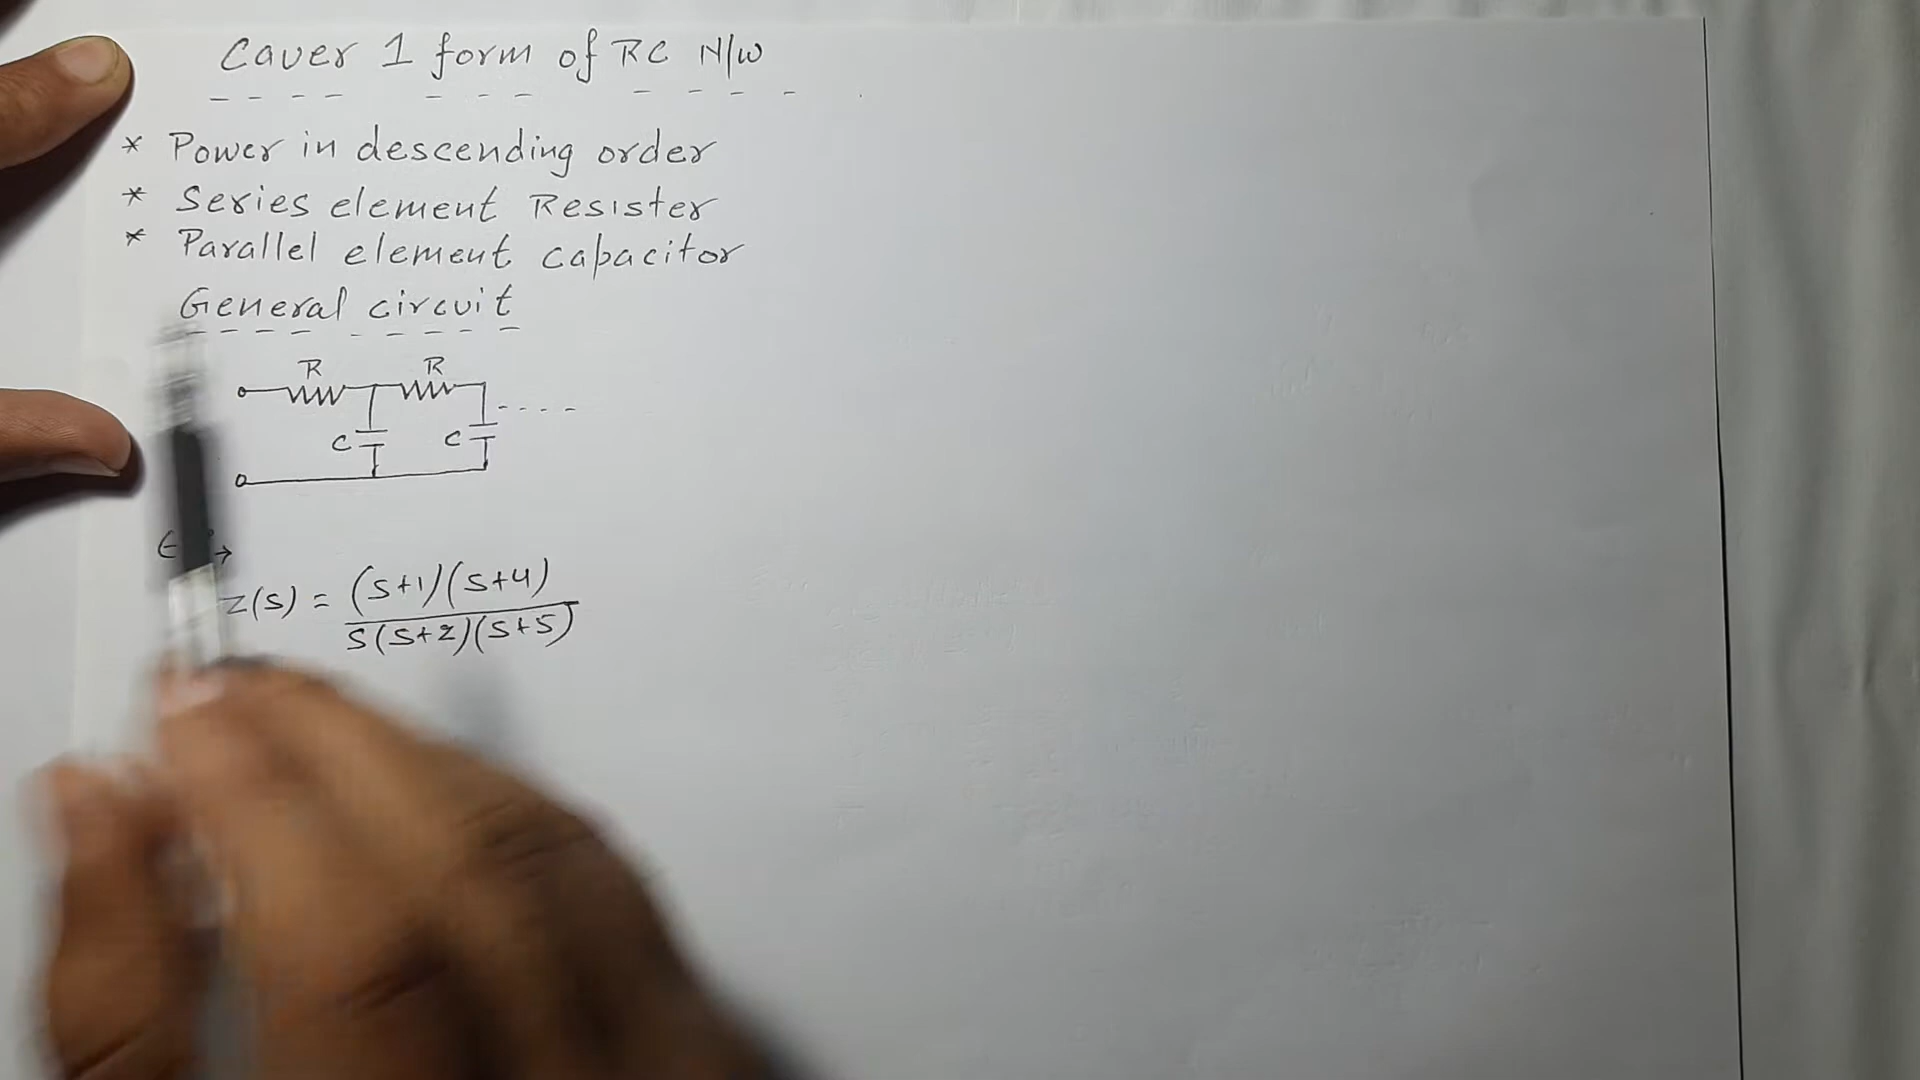 Cauer 1 form of RC N/W
* Power in descending order
* Series element Resister
* Parallel element capacitor
General circuit
R R
C C
Z(s) = (s+1)(s+4)
s(s+2)(s+5)